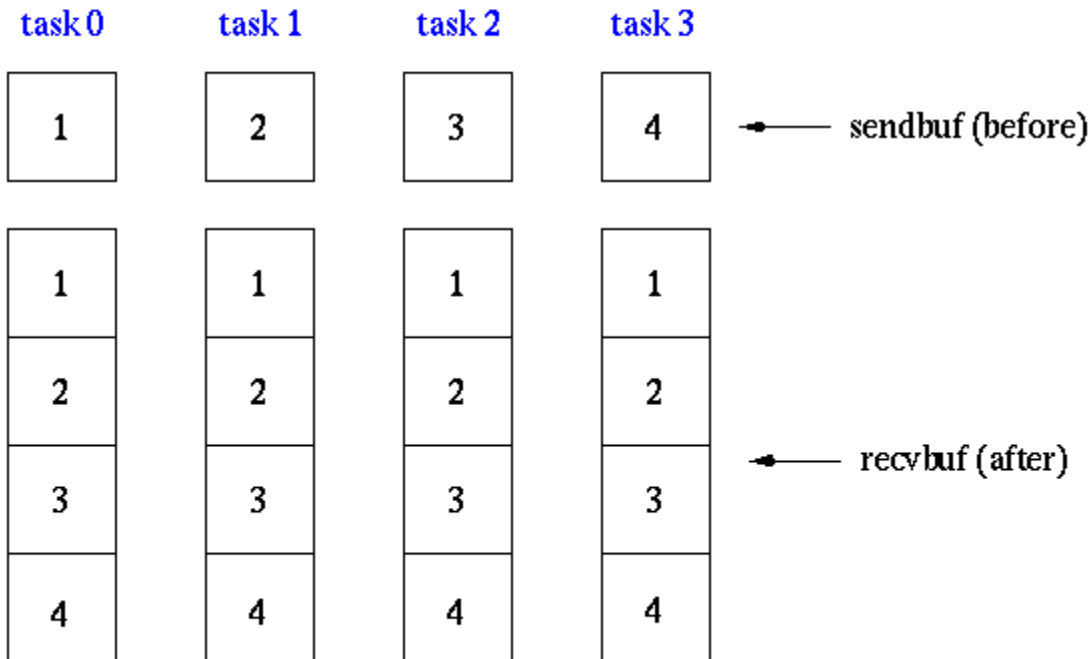 task 0 task 1 task 2 task 3
1 2 3 4 sendbuf (before)
1 1 1 1
2 2 2 2
recvbuf (after)
3 3 3 3
4 4 4 4